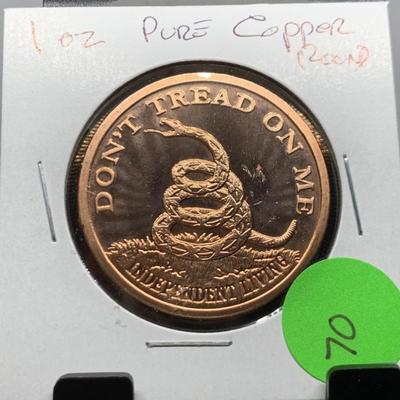 1 oz PURE Copper
(ROUND
DON'T TREAD ON ME
INDEPENDENT LIVING
70